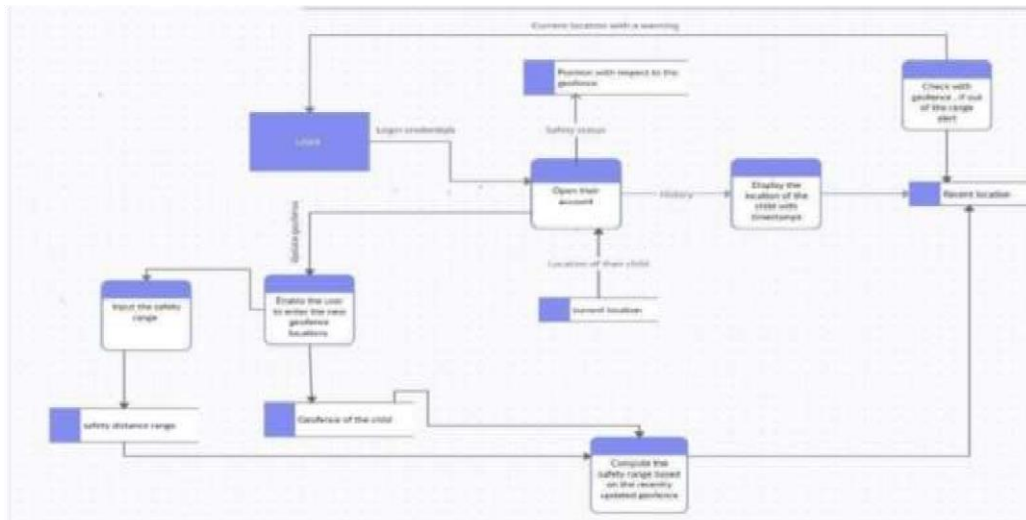 Current location with a warning
Position with respect to the
geofence
Check with
geofence , if out
of the range
alert
Login credentials
Safety status
Open their
account
History
Display the
location of the
child with
timestamps
Recent location
Update geofence
Location of their child
Input the safety
range
Enable the user
to enter the new
geofence
locations
current location
safety distance range
Geofence of the child
Compute the
safety range based
on the recently
updated geofence